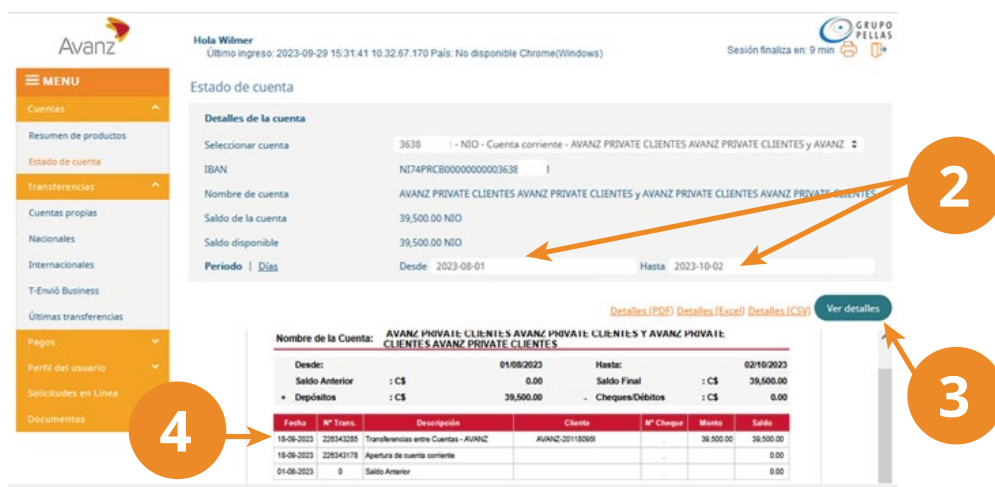 Avanz
GRUPO PELLAS
Hola Wilmer
Último ingreso: 2023-09-29 15:31:41 10.32.67.170 País: No disponible Chrome(Windows)
Sesión finaliza en: 9 min
MENU
Cuentas
Resumen de productos
Estado de cuenta
Transferencias
Cuentas propias
Nacionales
Internacionales
T-Envió Business
Últimas transferencias
Pagos
Perfil del usuario
Solicitudes en Línea
Documentos
Estado de cuenta
Detalles de la cuenta
Seleccionar cuenta 3638 - NIO - Cuenta corriente - AVANZ PRIVATE CLIENTES AVANZ PRIVATE CLIENTES y AVANZ
IBAN NI74PRCB00000000003638
Nombre de cuenta AVANZ PRIVATE CLIENTES AVANZ PRIVATE CLIENTES y AVANZ PRIVATE CLIENTES AVANZ PRIVATE CLIENTES
Saldo de la cuenta 39,500.00 NIO
Saldo disponible 39,500.00 NIO
Periodo | Días Desde 2023-08-01 Hasta 2023-10-02
2
Detalles (PDF) Detalles (Excel) Detalles (CSV) Ver detalles
3
Nombre de la Cuenta: AVANZ PRIVATE CLIENTES AVANZ PRIVATE CLIENTES Y AVANZ PRIVATE
CLIENTES AVANZ PRIVATE CLIENTES
Desde: 01/08/2023 Hasta: 02/10/2023
Saldo Anterior : C$ 0.00 Saldo Final : C$ 39,500.00
+ Depósitos : C$ 39,500.00 - Cheques/Débitos : C$ 0.00
4
Fecha N° Trans. Descripción Cliente N° Cheque Monto Saldo
18-09-2023 226343285 Transferencias entre Cuentas - AVANZ AVANZ-20118095I 39,500.00 39,500.00
18-09-2023 226343178 Apertura de cuenta corriente 0.00
01-08-2023 0 Saldo Anterior 0.00